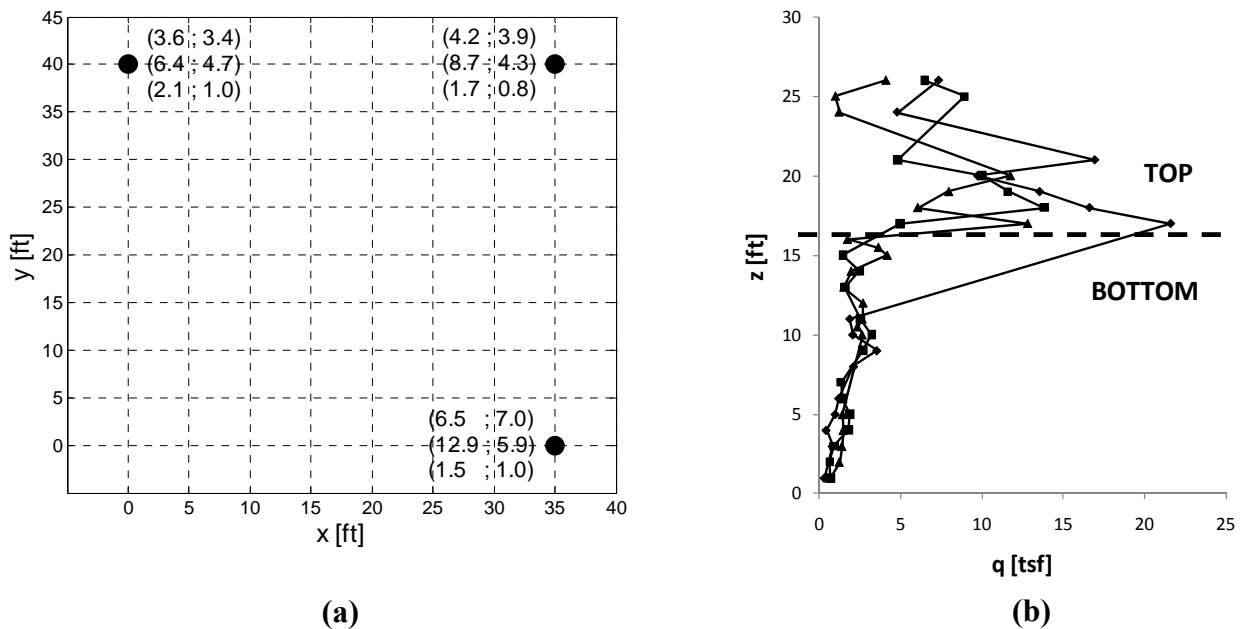 45
40
35
30
25
20
15
10
5
0
y [ft]
(3.6 ; 3.4)
(6.4 ; 4.7)
(2.1 ; 1.0)
(4.2 ; 3.9)
(8.7 ; 4.3)
(1.7 ; 0.8)
(6.5 ; 7.0)
(12.9 ; 5.9)
(1.5 ; 1.0)
0 5 10 15 20 25 30 35 40
x [ft]
(a)
30
25
20
15
10
5
0
z [ft]
TOP
BOTTOM
0 5 10 15 20 25
q [tsf]
(b)